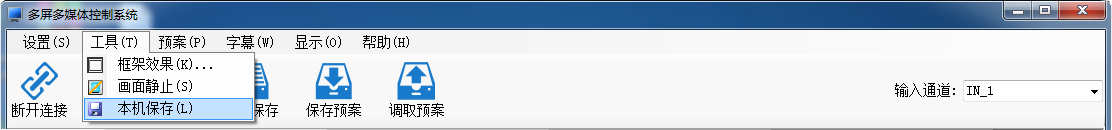 多屏多媒体控制系统
设置(S) 工具(T) 预案(P) 字幕(W) 显示(O) 帮助(H)
框架效果(K)...
画面静止(S)
本机保存(L)
断开连接 保存 保存预案 调取预案
输入通道: IN_1